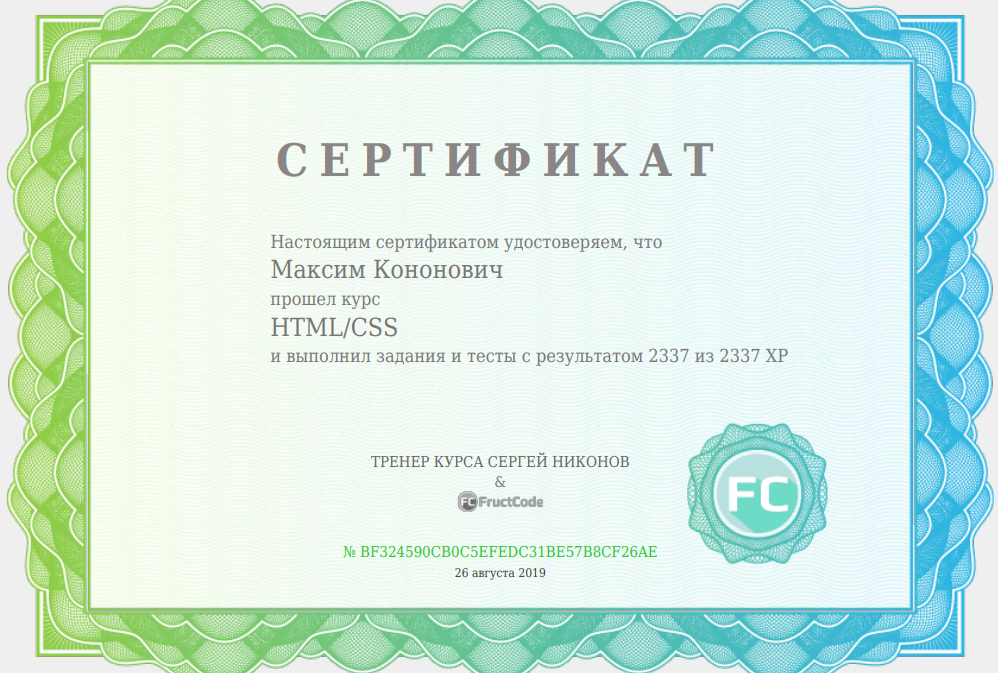 СЕРТИФИКАТ
Настоящим сертификатом удостоверяем, что
Максим Кононович
прошел курс
HTML/CSS
и выполнил задания и тесты с результатом 2337 из 2337 XP
ТРЕНЕР КУРСА СЕРГЕЙ НИКОНОВ
&
FC FructCode
FC
№ BF324590CB0C5EFEDC31BE57B8CF26AE
26 августа 2019